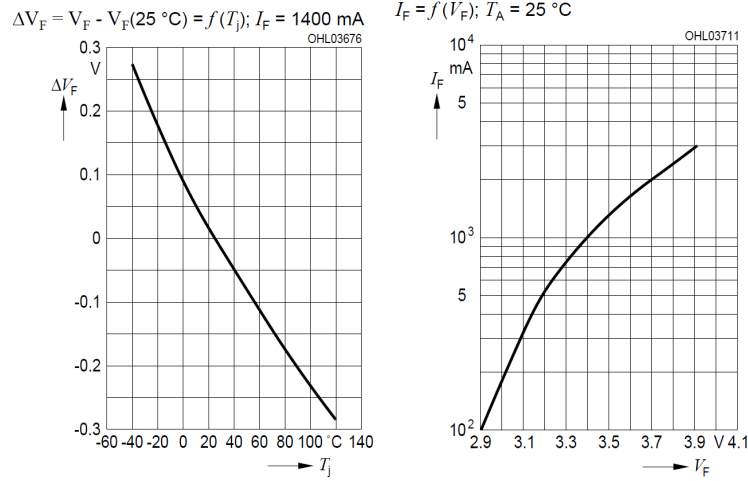 ΔV_F = V_F - V_F(25 °C) = f (T_j); I_F = 1400 mA
OHL03676
0.3
V
ΔV_F
0.2
0.1
0
-0.1
-0.2
-0.3
-60 -40 -20 0 20 40 60 80 100 °C 140
T_j
I_F = f (V_F); T_A = 25 °C
OHL03711
10^4
mA
I_F
5
10^3
5
10^2
2.9 3.1 3.3 3.5 3.7 3.9 V 4.1
V_F